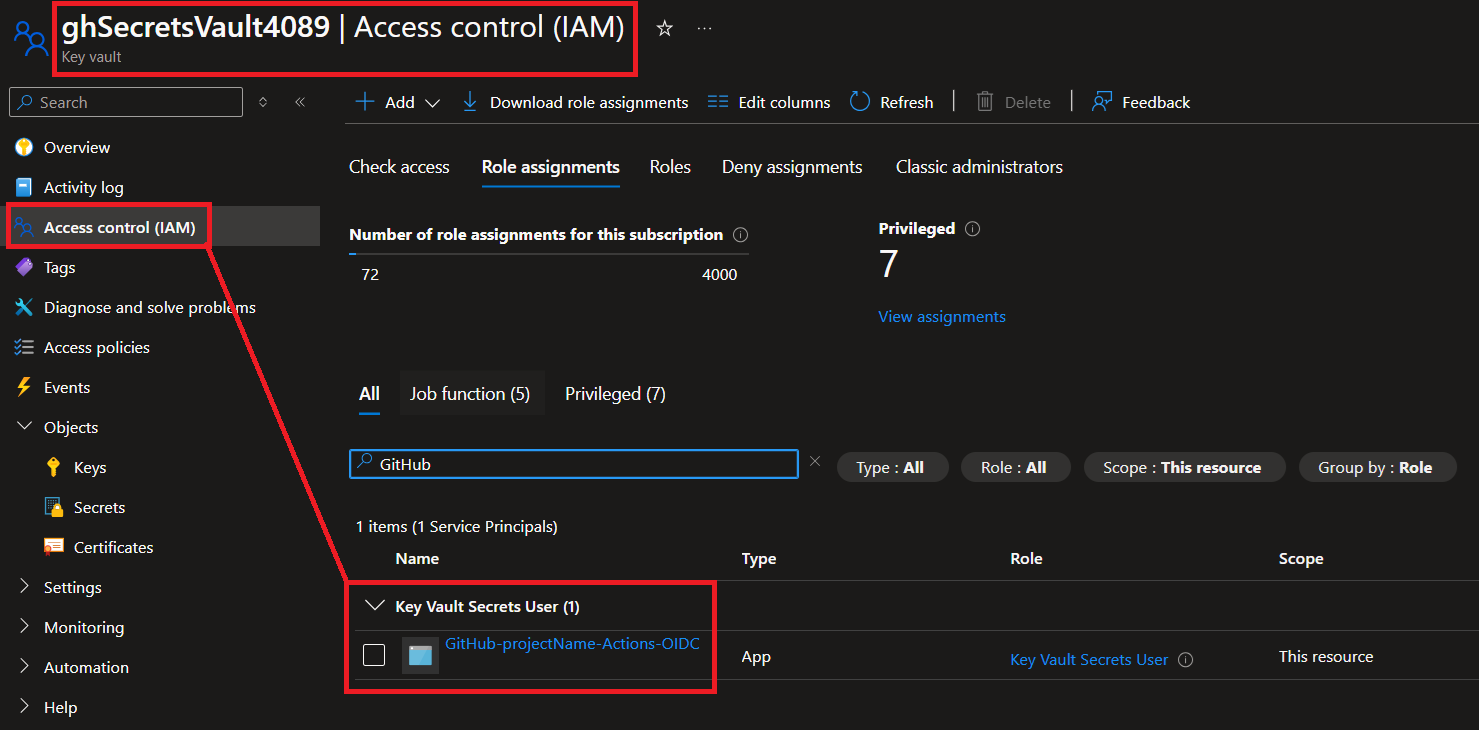 ghSecretsVault4089 | Access control (IAM)
Key vault
Search
Overview
Activity log
Access control (IAM)
Tags
Diagnose and solve problems
Access policies
Events
Objects
Keys
Secrets
Certificates
Settings
Monitoring
Automation
Help
Add Download role assignments Edit columns Refresh Delete Feedback
Check access Role assignments Roles Deny assignments Classic administrators
Number of role assignments for this subscription
72 4000
Privileged
7
View assignments
All Job function (5) Privileged (7)
GitHub Type : All Role : All Scope : This resource Group by : Role
1 items (1 Service Principals)
Name Type Role Scope
Key Vault Secrets User (1)
GitHub-projectName-Actions-OIDC App Key Vault Secrets User This resource